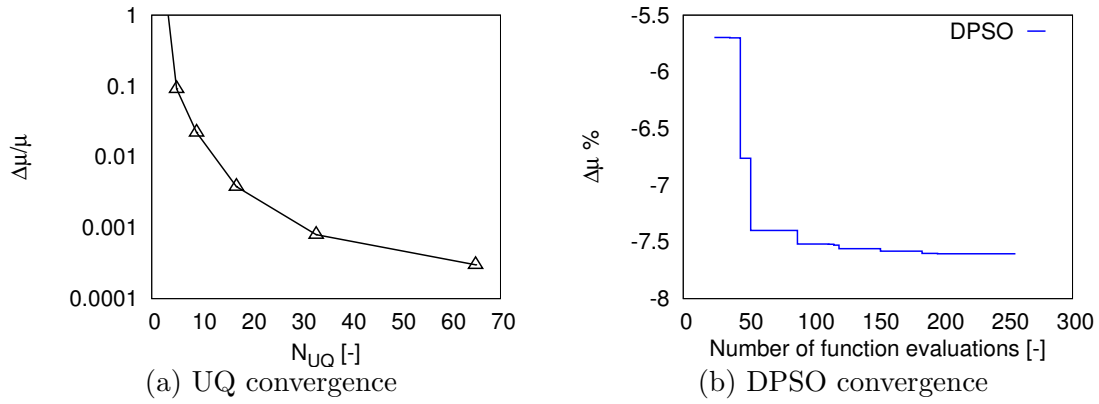 1
0.1
0.01
0.001
0.0001
Δμ/μ
0 10 20 30 40 50 60 70
N_UQ [-]
(a) UQ convergence
-5.5
-6
-6.5
-7
-7.5
-8
Δμ %
DPSO
0 50 100 150 200 250 300
Number of function evaluations [-]
(b) DPSO convergence